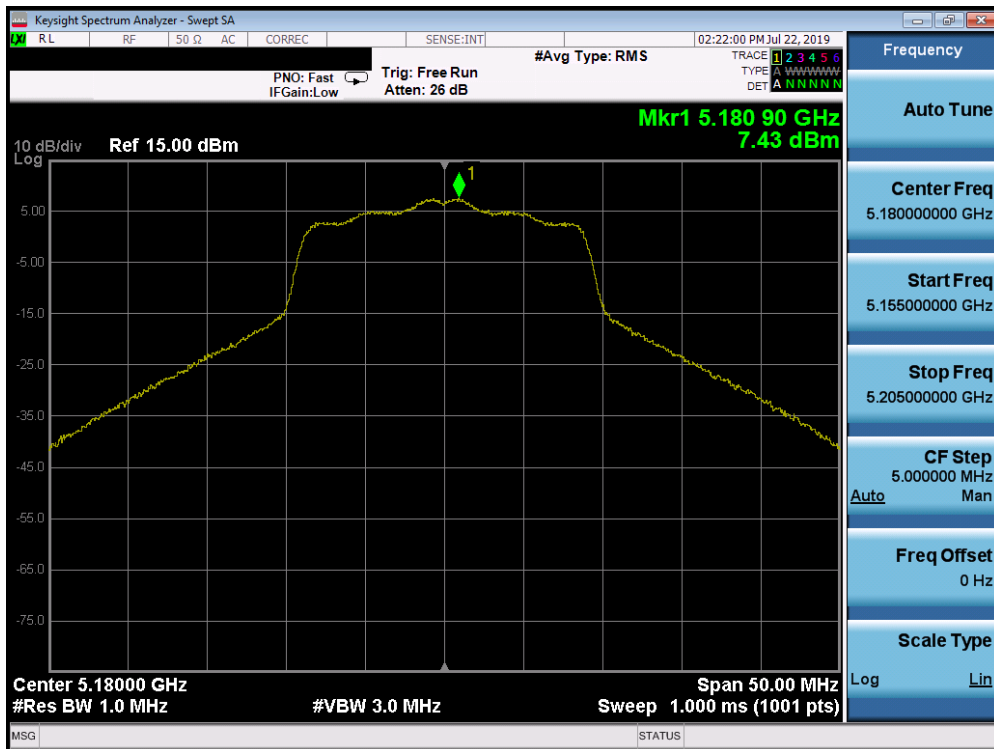 Keysight Spectrum Analyzer - Swept SA
LXI RL RF 50 Ω AC CORREC SENSE:INT 02:22:00 PM Jul 22, 2019
#Avg Type: RMS TRACE 1 2 3 4 5 6
PNO: Fast Trig: Free Run TYPE A WWWWW
IFGain:Low Atten: 26 dB DET A N N N N N
Mkr1 5.180 90 GHz
7.43 dBm
10 dB/div Ref 15.00 dBm
Log
1
5.00
-5.00
-15.0
-25.0
-35.0
-45.0
-55.0
-65.0
-75.0
Center 5.18000 GHz Span 50.00 MHz
#Res BW 1.0 MHz #VBW 3.0 MHz Sweep 1.000 ms (1001 pts)
MSG STATUS
Frequency
Auto Tune
Center Freq
5.180000000 GHz
Start Freq
5.155000000 GHz
Stop Freq
5.205000000 GHz
CF Step
5.000000 MHz
Auto Man
Freq Offset
0 Hz
Scale Type
Log Lin